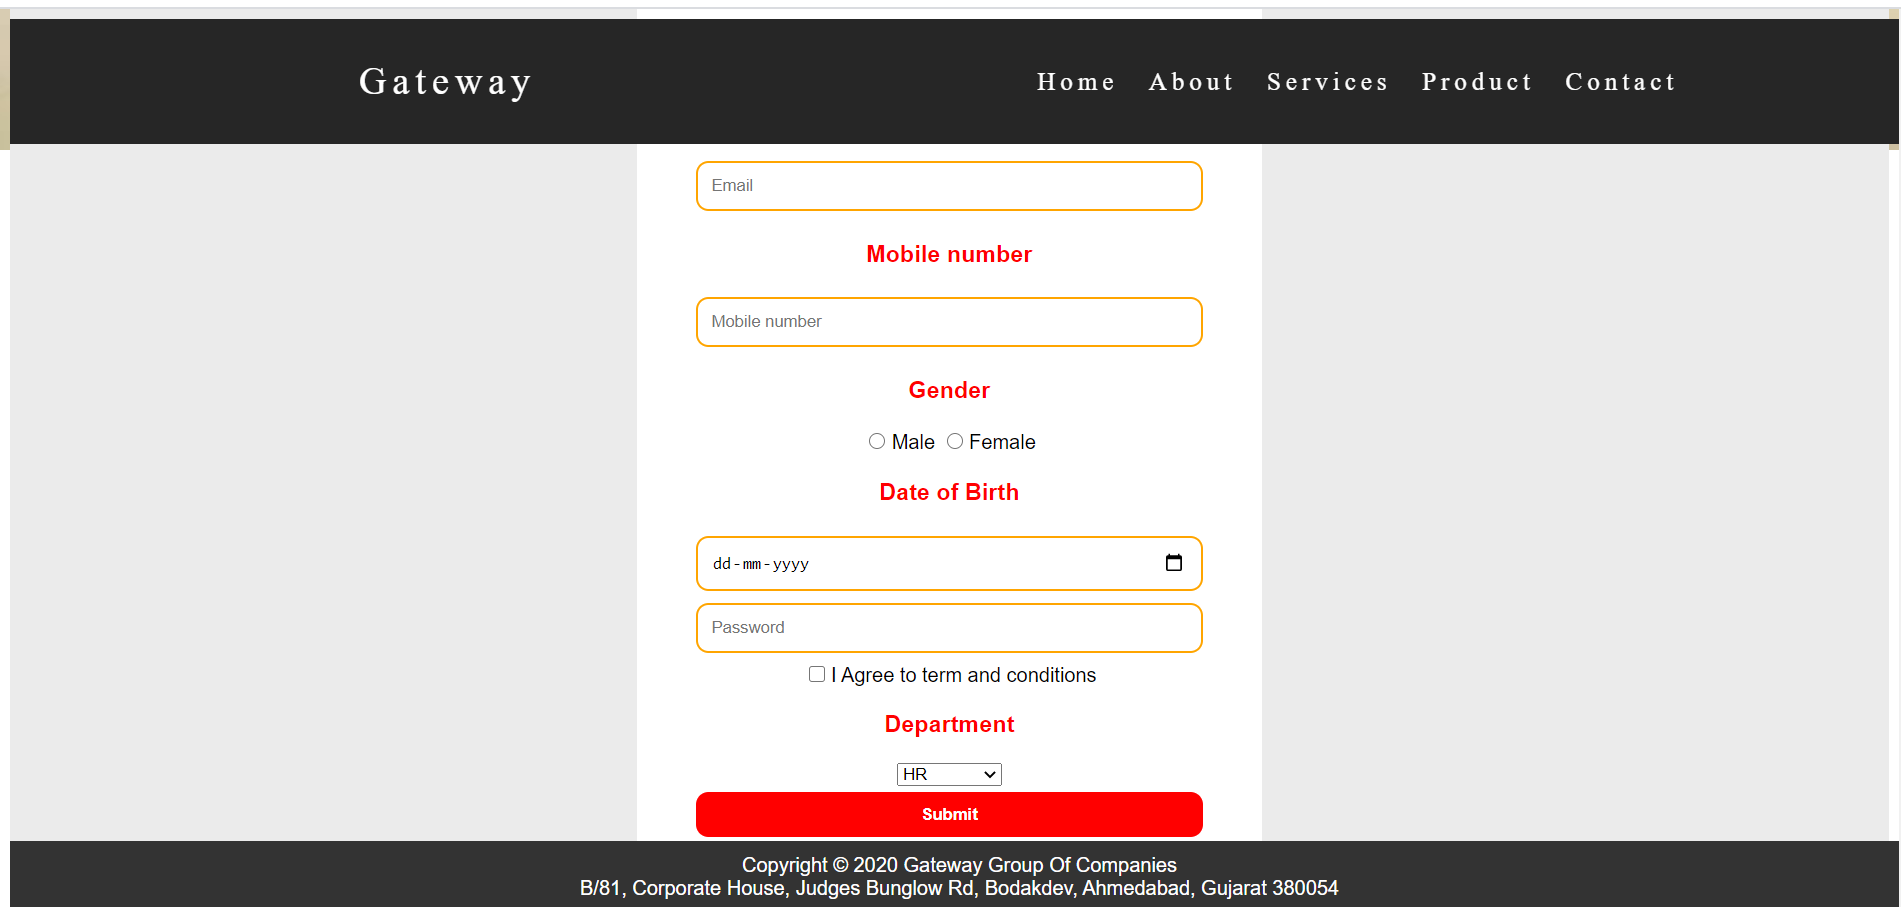 Gateway Home About Services Product Contact
Email
Mobile number
Mobile number
Gender
Male Female
Date of Birth
dd-mm-yyyy
Password
I Agree to term and conditions
Department
HR
Submit
Copyright © 2020 Gateway Group Of Companies
B/81, Corporate House, Judges Bunglow Rd, Bodakdev, Ahmedabad, Gujarat 380054